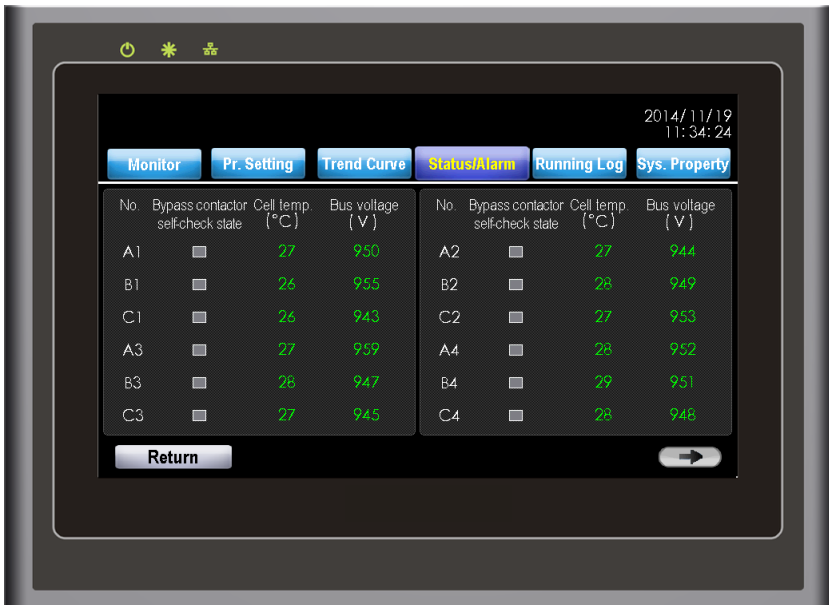 2014/11/19
11:34:24
Monitor Pr. Setting Trend Curve Status/Alarm Running Log Sys. Property
No. Bypass contactor Cell temp. Bus voltage No. Bypass contactor Cell temp. Bus voltage
self-check state (°C) (V) self-check state (°C) (V)
A1 27 950 A2 27 944
B1 26 955 B2 28 949
C1 26 943 C2 27 953
A3 27 959 A4 28 952
B3 28 947 B4 29 951
C3 27 945 C4 28 948
Return